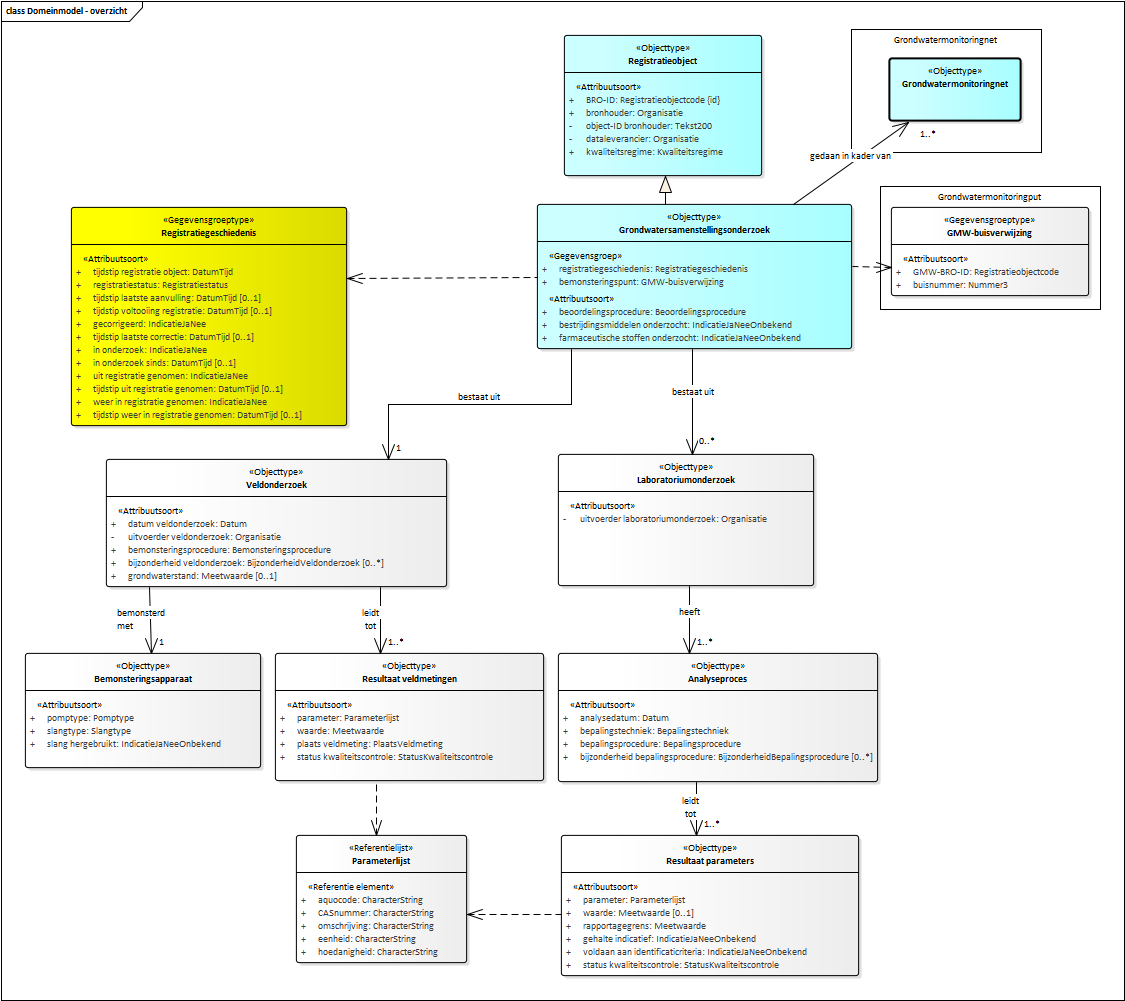 class Domeinmodel - overzicht
«Objecttype»
Registratieobject
«Attribuutsoort»
+ BRO-ID: Registratieobjectcode {id}
+ bronhouder: Organisatie
- object-ID bronhouder: Tekst200
- dataleverancier: Organisatie
+ kwaliteitsregime: Kwaliteitsregime
Grondwatermonitoringnet
«Objecttype»
Grondwatermonitoringnet
1..*
gedaan in kader van
Grondwatermonitoringput
«Gegevensgroeptype»
GMW-buisverwijzing
«Attribuutsoort»
+ GMW-BRO-ID: Registratieobjectcode
+ buisnummer: Nummer3
«Gegevensgroeptype»
Registratiegeschiedenis
«Attribuutsoort»
+ tijdstip registratie object: DatumTijd
+ registratiestatus: Registratiestatus
+ tijdstip laatste aanvulling: DatumTijd [0..1]
+ tijdstip voltooiing registratie: DatumTijd [0..1]
+ gecorrigeerd: IndicatieJaNee
+ tijdstip laatste correctie: DatumTijd [0..1]
+ in onderzoek: IndicatieJaNee
+ in onderzoek sinds: DatumTijd [0..1]
+ uit registratie genomen: IndicatieJaNee
+ tijdstip uit registratie genomen: DatumTijd [0..1]
+ weer in registratie genomen: IndicatieJaNee
+ tijdstip weer in registratie genomen: DatumTijd [0..1]
«Objecttype»
Grondwatersamenstellingsonderzoek
«Gegevensgroep»
+ registratiegeschiedenis: Registratiegeschiedenis
+ bemonsteringspunt: GMW-buisverwijzing
«Attribuutsoort»
+ beoordelingsprocedure: Beoordelingsprocedure
+ bestrijdingsmiddelen onderzocht: IndicatieJaNeeOnbekend
+ farmaceutische stoffen onderzocht: IndicatieJaNeeOnbekend
bestaat uit
1
bestaat uit
0..*
«Objecttype»
Veldonderzoek
«Attribuutsoort»
+ datum veldonderzoek: Datum
- uitvoerder veldonderzoek: Organisatie
+ bemonsteringsprocedure: Bemonsteringsprocedure
+ bijzonderheid veldonderzoek: BijzonderheidVeldonderzoek [0..*]
+ grondwaterstand: Meetwaarde [0..1]
«Objecttype»
Laboratoriumonderzoek
«Attribuutsoort»
- uitvoerder laboratoriumonderzoek: Organisatie
bemonsterd
met
1
leidt
tot
1..*
heeft
1..*
«Objecttype»
Bemonsteringsapparaat
«Attribuutsoort»
+ pomptype: Pomptype
+ slangtype: Slangtype
+ slang hergebruikt: IndicatieJaNeeOnbekend
«Objecttype»
Resultaat veldmetingen
«Attribuutsoort»
+ parameter: Parameterlijst
+ waarde: Meetwaarde
+ plaats veldmeting: PlaatsVeldmeting
+ status kwaliteitscontrole: StatusKwaliteitscontrole
«Objecttype»
Analyseproces
«Attribuutsoort»
+ analysedatum: Datum
+ bepalingstechniek: Bepalingstechniek
+ bepalingsprocedure: Bepalingsprocedure
+ bijzonderheid bepalingsprocedure: BijzonderheidBepalingsprocedure [0..*]
leidt
tot
1..*
«Referentielijst»
Parameterlijst
«Referentie element»
+ aquocode: CharacterString
+ CASnummer: CharacterString
+ omschrijving: CharacterString
+ eenheid: CharacterString
+ hoedanigheid: CharacterString
«Objecttype»
Resultaat parameters
«Attribuutsoort»
+ parameter: Parameterlijst
+ waarde: Meetwaarde [0..1]
+ rapportagegrens: Meetwaarde
+ gehalte indicatief: IndicatieJaNeeOnbekend
+ voldaan aan identificaticriteria: IndicatieJaNeeOnbekend
+ status kwaliteitscontrole: StatusKwaliteitscontrole